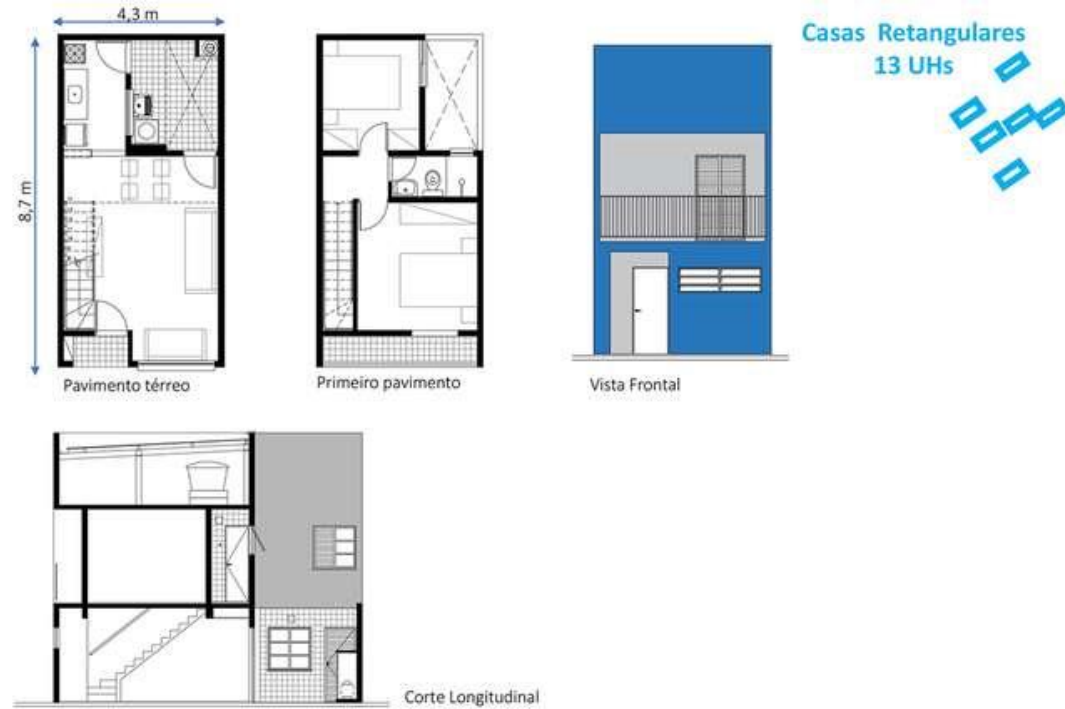 4,3 m
8,7 m
Pavimento térreo
Primeiro pavimento
Vista Frontal
Casas Retangulares
13 UHs
Corte Longitudinal